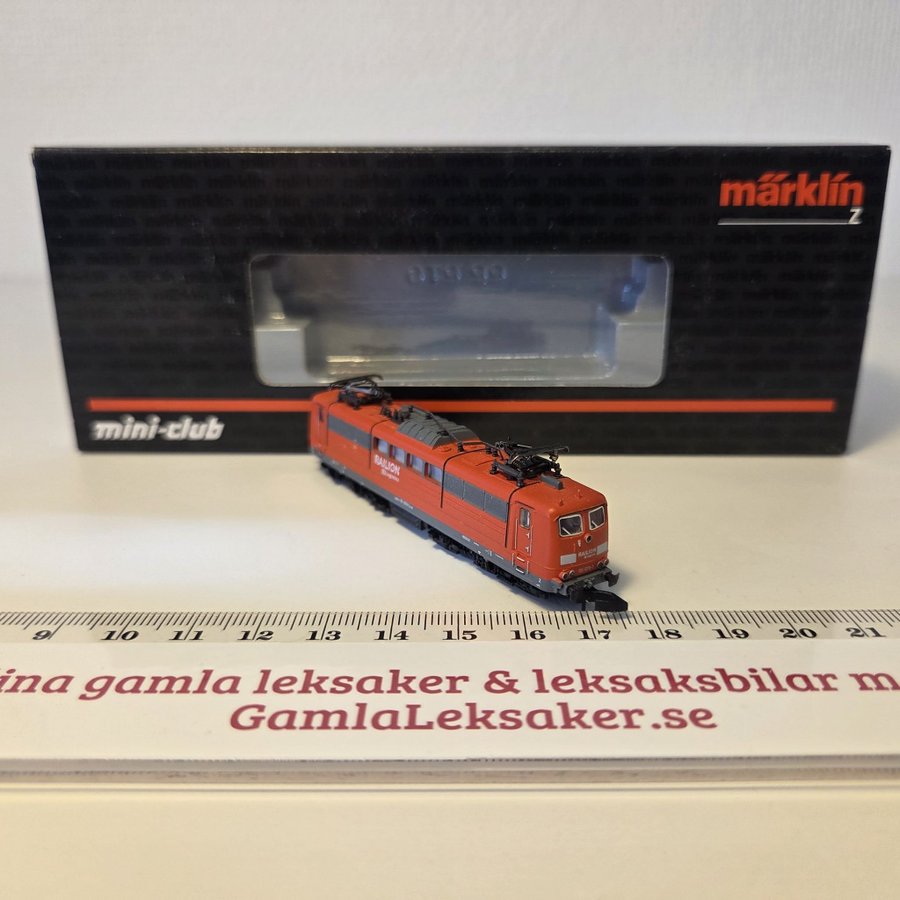 märklin
Z
mini-club
RAILION
RAILION
9 10 11 12 13 14 15 16 17 18 19 20 21
ina gamla leksaker & leksaksbilar m
GamlaLeksaker.se